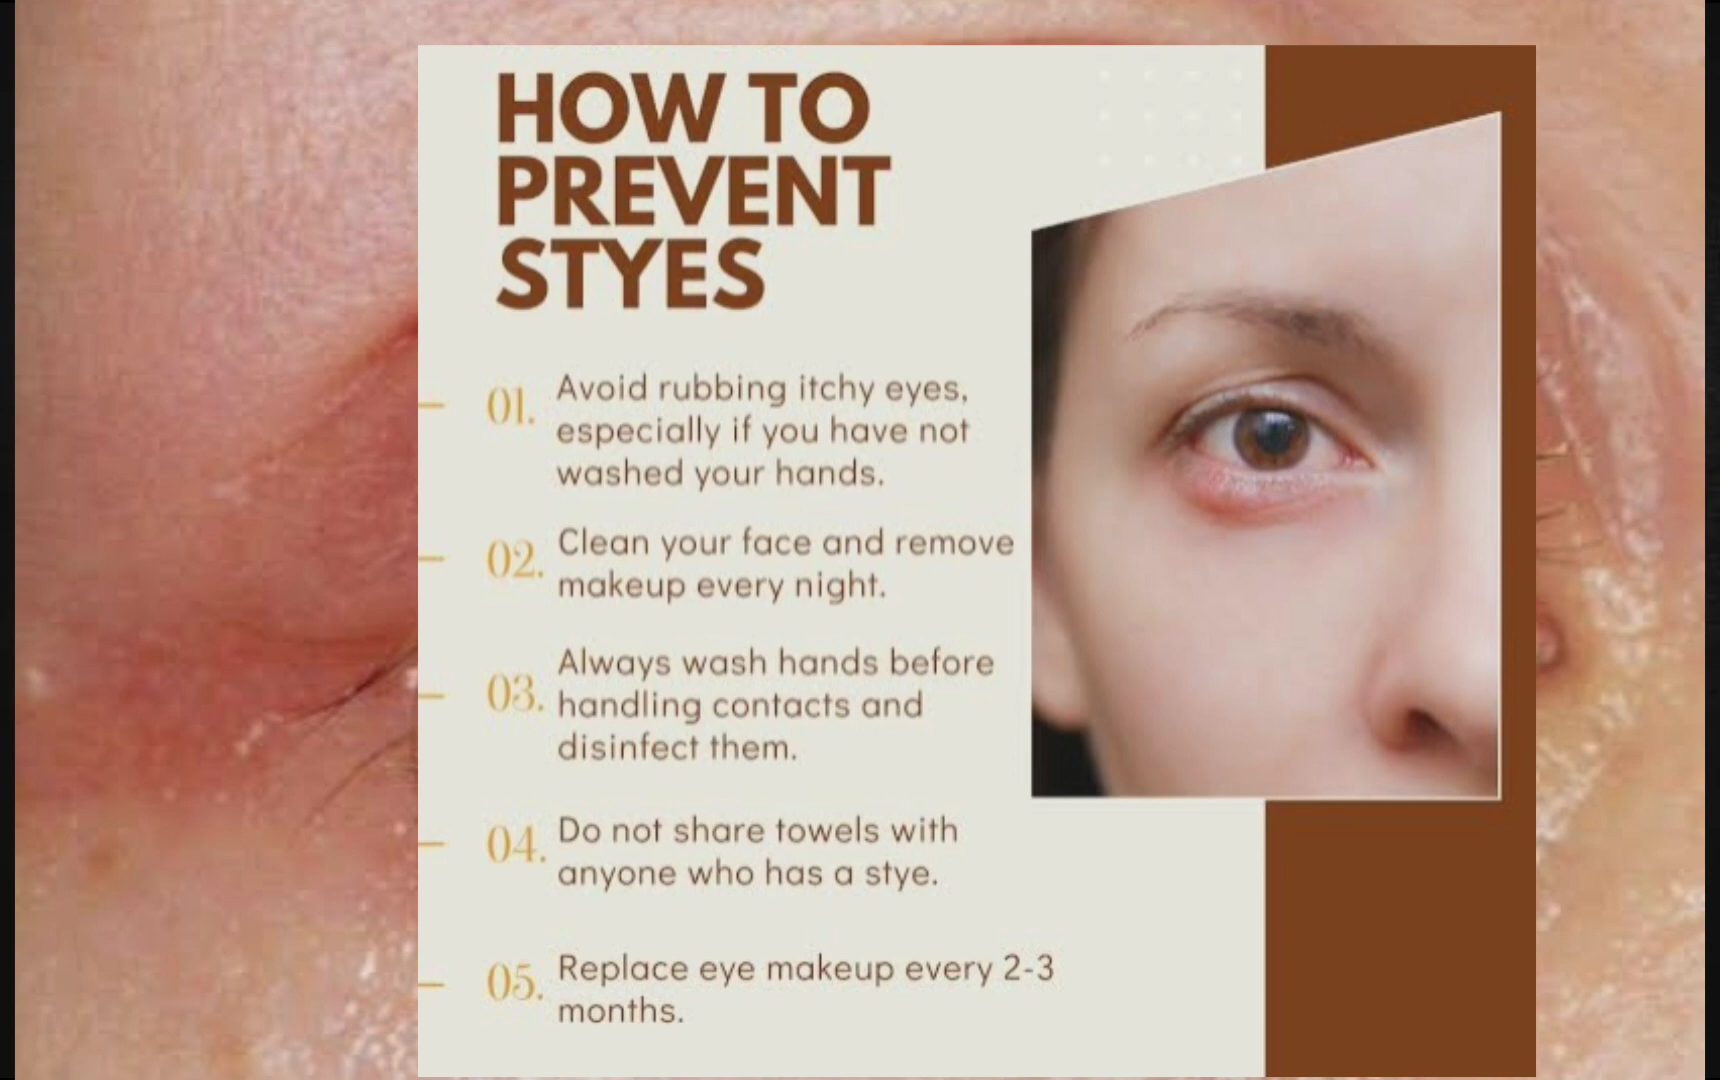 HOW TO
PREVENT
STYES
01. Avoid rubbing itchy eyes,
especially if you have not
washed your hands.
02. Clean your face and remove
makeup every night.
03. Always wash hands before
handling contacts and
disinfect them.
04. Do not share towels with
anyone who has a stye.
05. Replace eye makeup every 2-3
months.